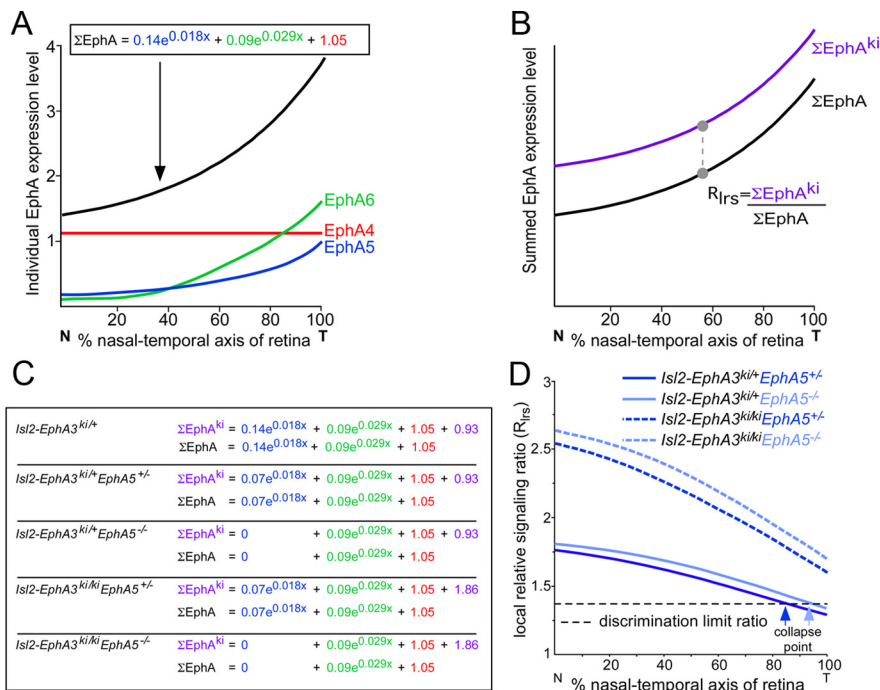 A
ΣEphA = 0.14e^0.018x + 0.09e^0.029x + 1.05
Individual EphA expression level
4
3
2
1
EphA6
EphA4
EphA5
20
40
60
80
100
N
% nasal-temporal axis of retina
T
B
Summed EphA expression level
ΣEphA^ki
ΣEphA
R_lrs = ΣEphA^ki
ΣEphA
20
40
60
80
100
N
% nasal-temporal axis of retina
T
C
Isl2-EphA3^ki/+
ΣEphA^ki = 0.14e^0.018x + 0.09e^0.029x + 1.05 + 0.93
ΣEphA = 0.14e^0.018x + 0.09e^0.029x + 1.05
Isl2-EphA3^ki/+EphA5^+/-
ΣEphA^ki = 0.07e^0.018x + 0.09e^0.029x + 1.05 + 0.93
ΣEphA = 0.07e^0.018x + 0.09e^0.029x + 1.05
Isl2-EphA3^ki/+EphA5^-/-
ΣEphA^ki = 0 + 0.09e^0.029x + 1.05 + 0.93
ΣEphA = 0 + 0.09e^0.029x + 1.05
Isl2-EphA3^ki/kiEphA5^+/-
ΣEphA^ki = 0.07e^0.018x + 0.09e^0.029x + 1.05 + 1.86
ΣEphA = 0.07e^0.018x + 0.09e^0.029x + 1.05
Isl2-EphA3^ki/kiEphA5^-/-
ΣEphA^ki = 0 + 0.09e^0.029x + 1.05 + 1.86
ΣEphA = 0 + 0.09e^0.029x + 1.05
D
Isl2-EphA3^ki/+EphA5^+/-
Isl2-EphA3^ki/+EphA5^-/-
Isl2-EphA3^ki/kiEphA5^+/-
Isl2-EphA3^ki/kiEphA5^-/-
local relative signaling ratio (R_lrs)
3
2.5
2
1.5
1
discrimination limit ratio
collapse
point
N
20
40
60
80
100
T
% nasal-temporal axis of retina